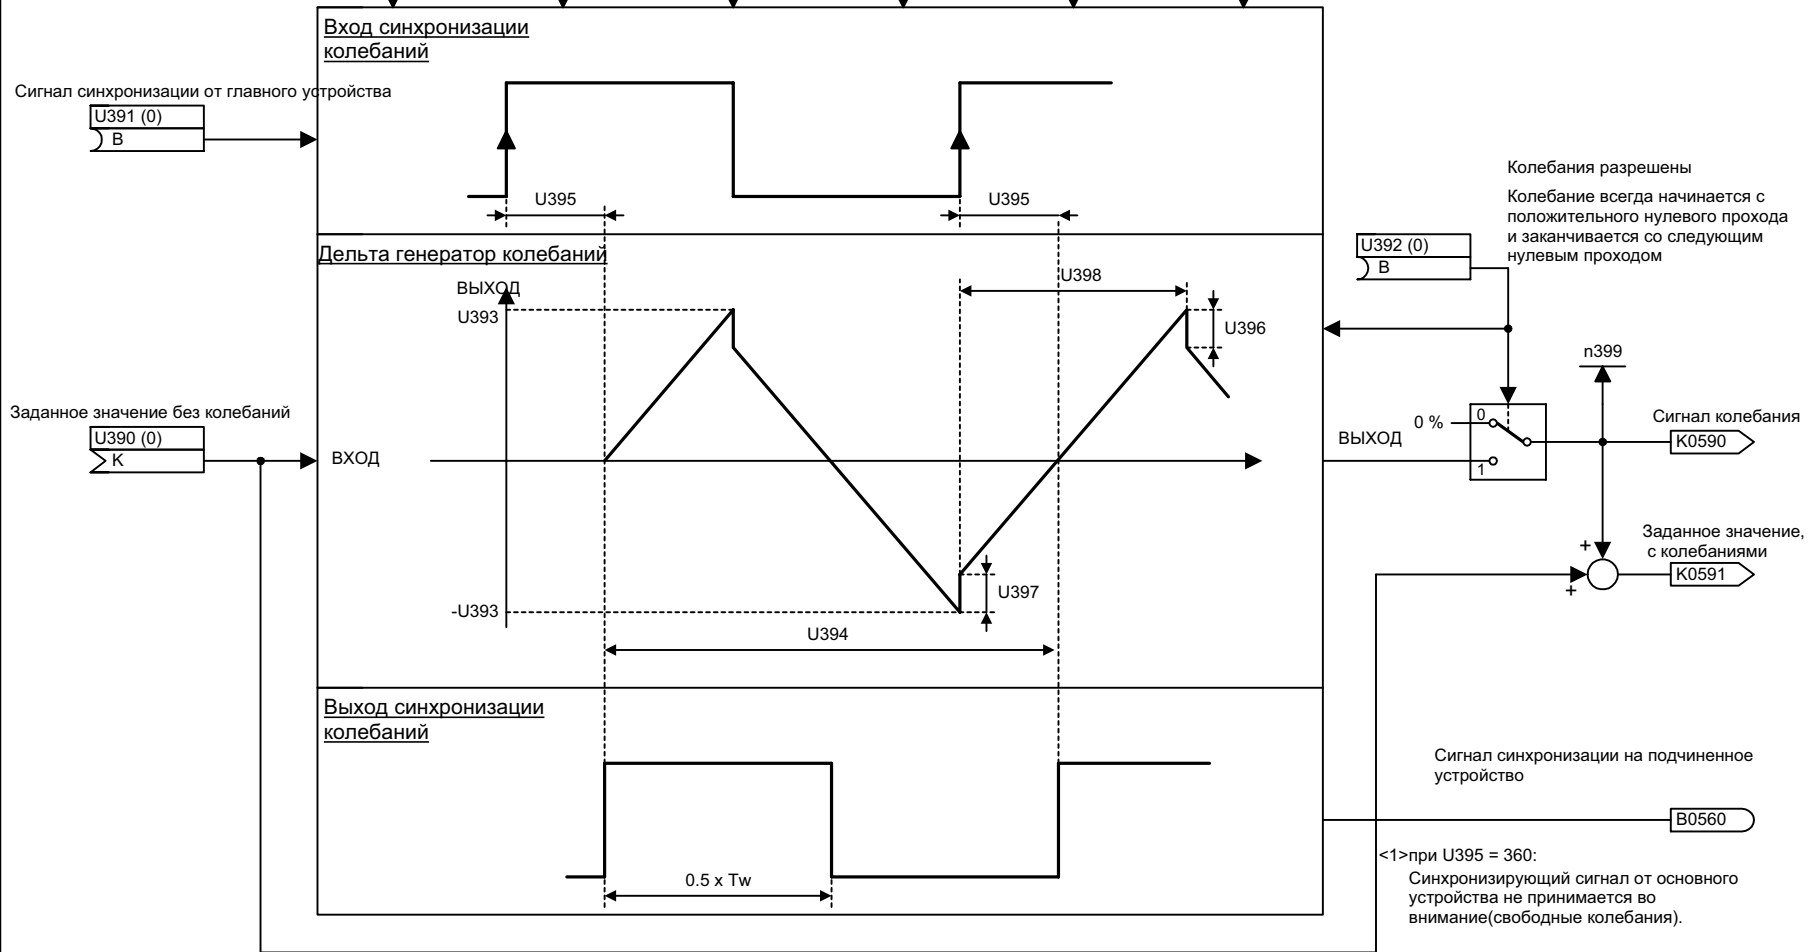 Вход синхронизации
колебаний
Сигнал синхронизации от главного устройства
U391 (0)
B
U395
U395
Колебания разрешены
Колебание всегда начинается с
положительного нулевого прохода
и заканчивается со следующим
нулевым проходом
U392 (0)
B
Дельта генератор колебаний
ВЫХОД
U393
U398
U396
n399
Заданное значение без колебаний
U390 (0)
K
ВХОД
ВЫХОД
0 %
0
1
Сигнал колебания
K0590
Заданное значение,
с колебаниями
+
+
K0591
U397
-U393
U394
Выход синхронизации
колебаний
Сигнал синхронизации на подчиненное
устройство
B0560
0.5 x Tw
<1>при U395 = 360:
Синхронизирующий сигнал от основного
устройства не принимается во
внимание(свободные колебания).